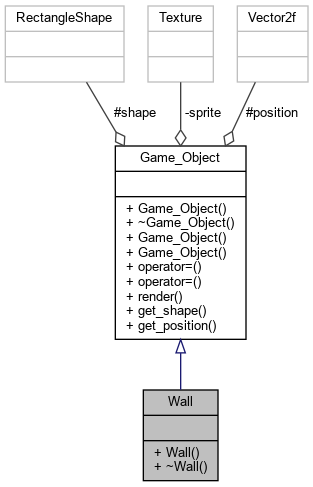 RectangleShape Texture Vector2f
#shape -sprite #position
Game_Object
+ Game_Object()
+ ~Game_Object()
+ Game_Object()
+ Game_Object()
+ operator=()
+ operator=()
+ render()
+ get_shape()
+ get_position()
Wall
+ Wall()
+ ~Wall()